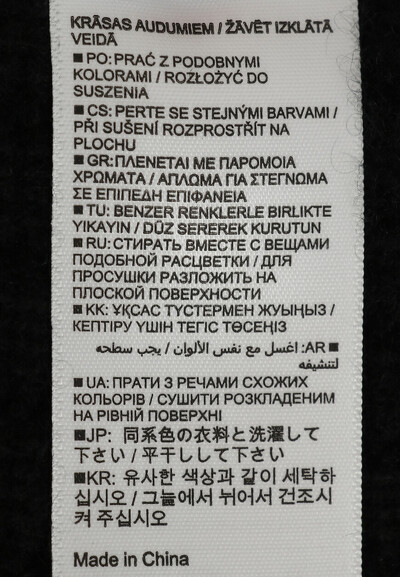 KRĀSAS AUDUMIEM / ŽĀVĒT IZKLĀTĀ
VEIDĀ
■ PO: PRAĆ Z PODOBNYMI
KOLORAMI / ROZŁOŻYĆ DO
SUSZENIA
■ CS: PERTE SE STEJNÝMI BARVAMI /
PŘI SUŠENÍ ROZPROSTŘÍT NA
PLOCHU
■ GR: ΠΛΕΝΕΤΑΙ ΜΕ ΠΑΡΟΜΟΙΑ
ΧΡΩΜΑΤΑ / ΑΠΛΩΜΑ ΓΙΑ ΣΤΕΓΝΩΜΑ
ΣΕ ΕΠΙΠΕΔΗ ΕΠΙΦΑΝΕΙΑ
■ TU: BENZER RENKLERLE BIRLIKTE
YIKAYIN / DÜZ SEREREK KURUTUN
■ RU: СТИРАТЬ ВМЕСТЕ С ВЕЩАМИ
ПОДОБНОЙ РАСЦВЕТКИ / ДЛЯ
ПРОСУШКИ РАЗЛОЖИТЬ НА
ПЛОСКОЙ ПОВЕРХНОСТИ
■ KK: ҰҚСАС ТҮСТЕРМЕН ЖУЫҢЫЗ /
КЕПТІРУ ҮШІН ТЕГІС ТӨСЕҢІЗ
■ AR: اغسل مع نفس الألوان / يجب سطحه
لتنشيفه
■ UA: ПРАТИ З РЕЧАМИ СХОЖИХ
КОЛЬОРІВ / СУШИТИ РОЗКЛАДЕНИМ
НА РІВНІЙ ПОВЕРХНІ
■JP: 同系色の衣料と洗濯して
下さい / 平干しして下さい
■KR: 유사한 색상과 같이 세탁하
십시오 / 그늘에서 뉘어서 건조시
켜 주십시오
Made in China